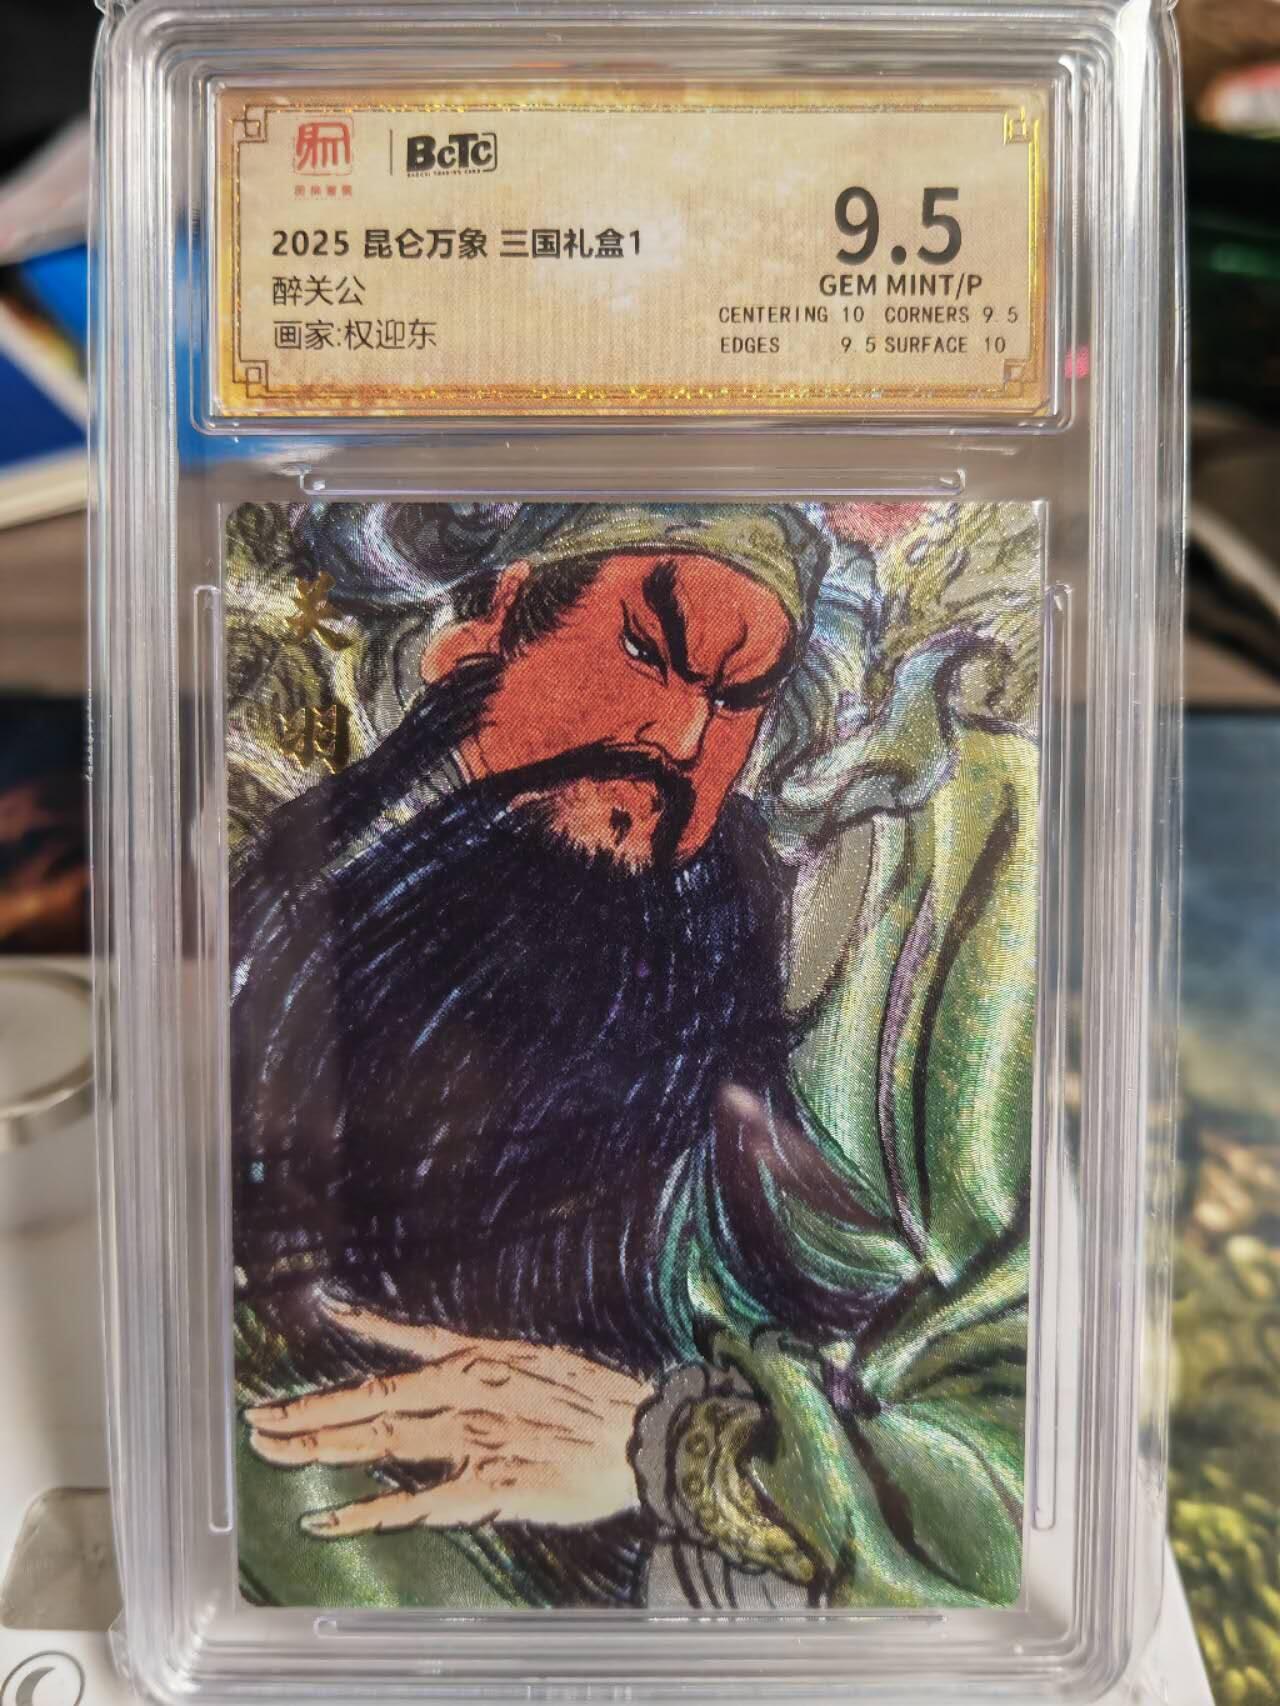 BCTC
2025 昆仑万象 三国礼盒1
醉关公
画家:权迎东
9.5
GEM MINT/P
CENTERING 10 CORNERS 9.5
EDGES 9.5 SURFACE 10
关羽